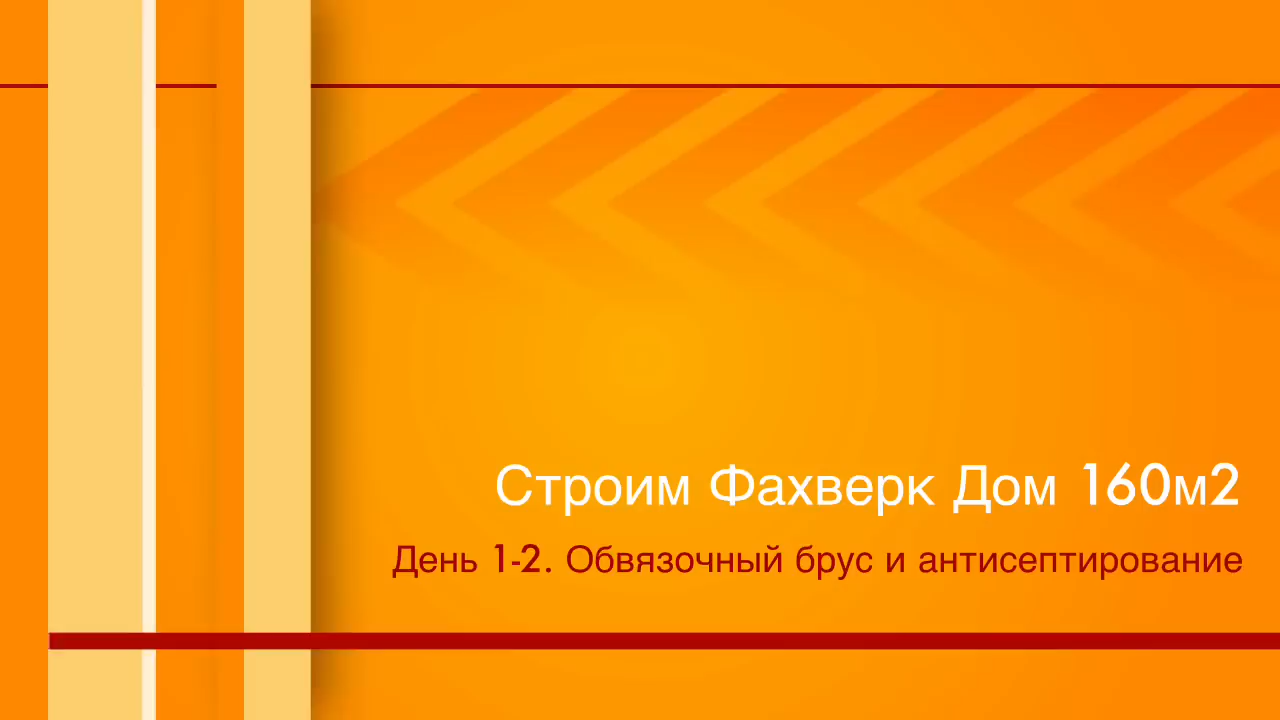 Строим Фахверк Дом 160м2
День 1-2. Обвязочный брус и антисептирование